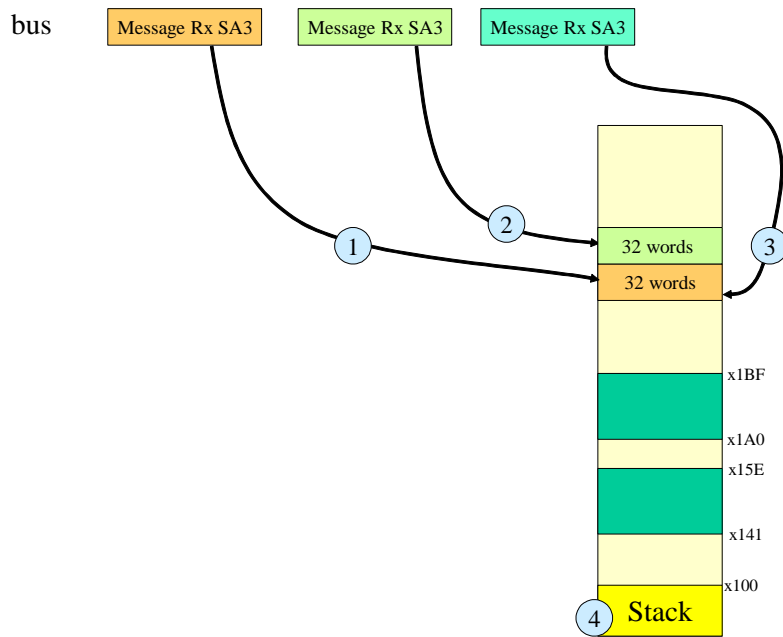 bus
Message Rx SA3
Message Rx SA3
Message Rx SA3
2
1
3
32 words
32 words
x1BF
x1A0
x15E
x141
x100
4
Stack